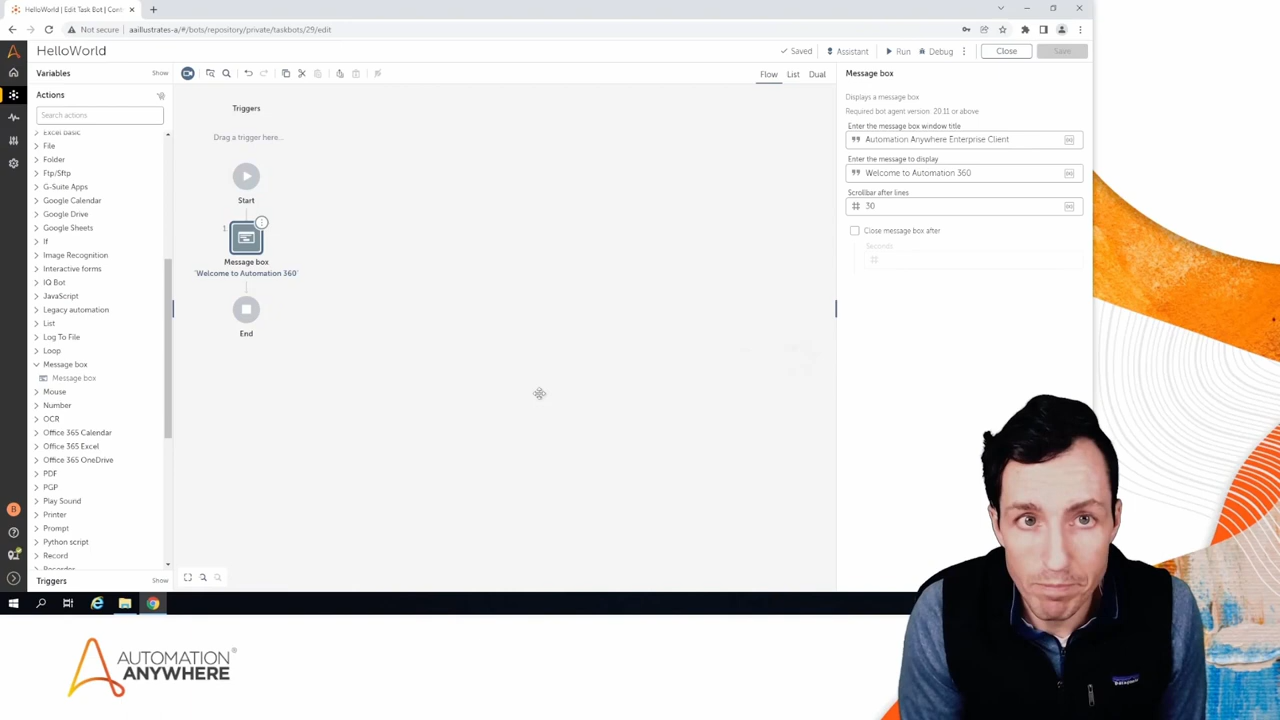 HelloWorld | Edit Task Bot | Cont
Not secure
aaillustrates-a/#/bots/repository/private/taskbots/29/edit
HelloWorld
Saved
Assistant
Run
Debug
Close
Save
Variables
Show
Flow
List
Dual
Actions
Search actions
Excel basic
File
Folder
Ftp/Sftp
G-Suite Apps
Google Calendar
Google Drive
Google Sheets
If
Image Recognition
Interactive forms
IQ Bot
JavaScript
Legacy automation
List
Log To File
Loop
Message box
Message box
Mouse
Number
OCR
Office 365 Calendar
Office 365 Excel
Office 365 OneDrive
PDF
PGP
Play Sound
Printer
Prompt
Python script
Record
Recorder
Triggers
Show
B
Triggers
Drag a trigger here...
Start
1
Message box
"Welcome to Automation 360"
End
Message box
Displays a message box
Required bot agent version: 20.11 or above
Enter the message box window title
Automation Anywhere Enterprise Client
Enter the message to display
Welcome to Automation 360
Scrollbar after lines
# 30
Close message box after
Seconds
#
AUTOMATION
ANYWHERE®
patagonia